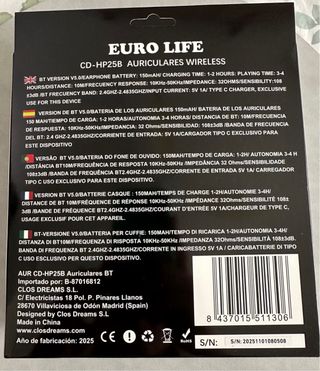 EURO LIFE
CD-HP25B AURICULARES WIRELESS
BT VERSION V5.0/EARPHONE BATTERY: 150mAH/ CHARGING TIME: 1-2 HOURS: PLAYING TIME: 3-4
HOURS/DISTANCE: 10M/FRECUENCY RESPONSE: 10KHz-50KHz/IMPEDANCE: 32OHMS/SENSIBILITY:108
±3dB /BT FRECUENCY BAND: 2.4GHZ-2.4835GHZ/INPUT CURRENT: 5V 1A/ TYPE C CHARGER, EXCLUSIVE
USE FOR THIS DEVICE
BT VERSION V5.0/BATERIA DE LOS AURICULARES 150MAH/ BATERIA DE LOS AURICULARES
150 MAH/TIEMPO DE CARGA: 1-2 HORAS/AUTONOMIA 3-4HORAS/DISTANCIA DE BT: 10M/FRECUENCIA
DE RESPUESTA: 10KHz-50KHz/IMPEDANCIA: 32 Ohms/SENSIBILIDAD: 108±3dB /BANDA DE FRECUENCIA
DEL BT: 2.4GHZ-2.4835GHZ/CORRIENTE DE ENTRADA: 5V 1A/CARGADOR TIPO C EXCLUSIVO PARA
ESTE DISPOSITIVO
VERSÃO BT V5.0/BATERIA DO FONE DE OUVIDO: 150MAH/TEMPO DE CARGA: 1-2H/ AUTONOMIA 3-4 H
/DISTÂNCIA BT10M/FREQUÊNCIA DE RESPOSTA 10KHz-50KHz/IMPEDÂNCIA 32 Ohms/SENSIBILIDADE
108±3dB /BANDA DE FREQUÊNCIA BT2.4GHZ-2.4835GHZ/CORRENTE DE ENTRADA 5V 1A/ CARREGADOR
TIPO C USO EXCLUSIVO PARA ESTE DISPOSITIVO
BT VERSION V5.0/BATTERIE CASQUE: 150MAH/TEMPS DE CHARGE 1-2H/AUTONOMIE 3-4H/
DISTANCE DE BT 10M/FRÉQUENCE DE RÉPONSE 10KHz-50KHz/IMPÉDANCE 32 Ohms/SENSIBILITÉ 108±
3dB /BANDE DE FRÉQUENCE BT2.4GHZ-2.4835GHZ/COURANT D'ENTRÉE 5V 1A/CHARGEUR DE TYPE C,
USAGE EXCLUSIF POUR CET APPAREIL.
BT-VERSIONE V5.0/BATTERIA PER CUFFIE: 150MAH/TEMPO DI RICARICA 1-2H/AUTONOMIA 3-4H/
DISTANZA DI BT10M/FREQUENZA DI RISPOSTA 10KHz-50KHz/IMPEDANZA 32Ohms/SENSIBILITÀ 108±3dB.
/BANDA DI FREQUENZA BT 2.4GHZ-2.4835GHZ/CORRENTE IN INGRESSO 5V 1A / CARICABATTERIE DI TIPO
C USO ESCLUSIVO PER QUESTO DISPOSITIVO.
AUR CD-HP25B Auriculares BT
Importado por: B-87016812
CLOS DREAMS S.L.
C/ Electricistas 18 Pol. P. Pinares Llanos
28670 Villaviciosa de Odón Madrid (Spain)
Designed by Clos Dreams S.L.
Made in China
www.closdreams.com
Año de fabricación: 2025
8 437015 511306
S/N: S/N: 20251101080508